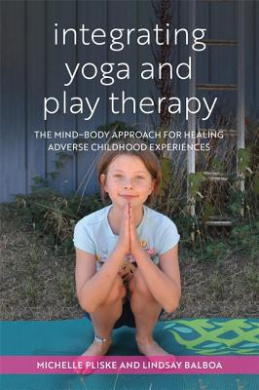 integrating
yoga and
play therapy
THE MIND–BODY APPROACH FOR HEALING
ADVERSE CHILDHOOD EXPERIENCES
MICHELLE PLISKE AND LINDSAY BALBOA